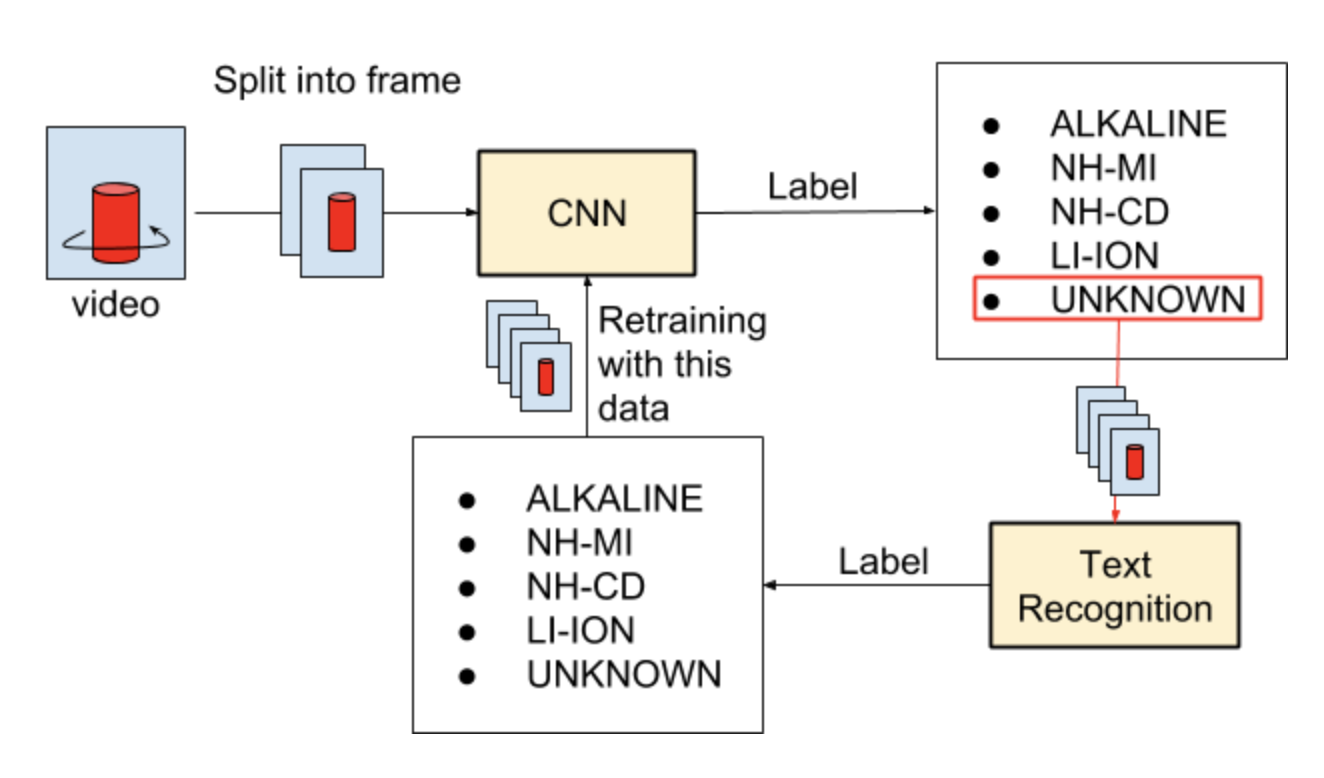 Split into frame
video
CNN
Label
ALKALINE
NH-MI
NH-CD
LI-ION
UNKNOWN
Text
Recognition
Label
ALKALINE
NH-MI
NH-CD
LI-ION
UNKNOWN
Retraining
with this
data